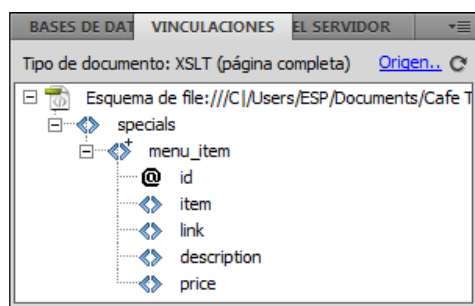 BASES DE DAT VINCULACIONES EL SERVIDOR
Tipo de documento: XSLT (página completa) Origen..
Esquema de file:///C|/Users/ESP/Documents/Cafe T
specials
menu_item
@ id
item
link
description
price